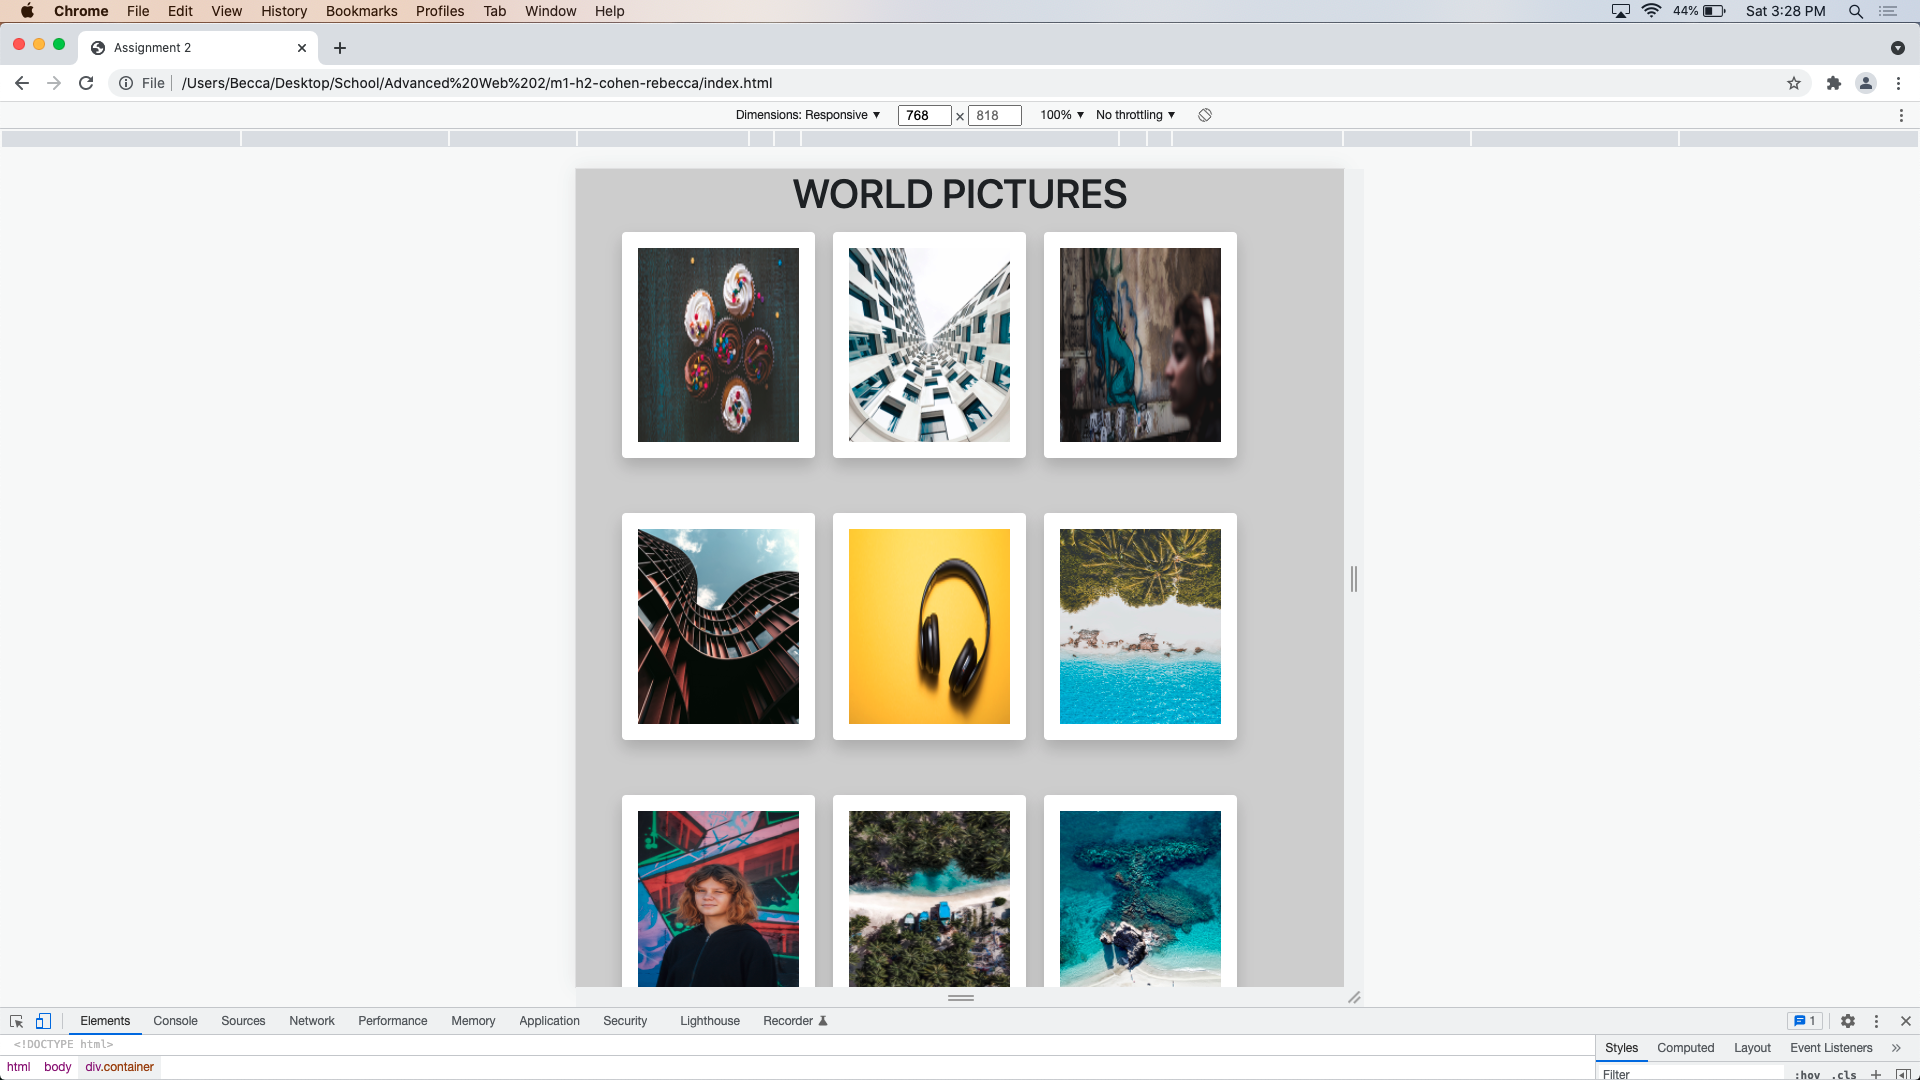 Chrome File Edit View History Bookmarks Profiles Tab Window Help 44% Sat 3:28 PM
Assignment 2
File /Users/Becca/Desktop/School/Advanced%20Web%202/m1-h2-cohen-rebecca/index.html
Dimensions: Responsive 768 × 818 100% No throttling
WORLD PICTURES
Elements Console Sources Network Performance Memory Application Security Lighthouse Recorder 1
<!DOCTYPE html>
Styles Computed Layout Event Listeners »
html body div.container
Filter :hov .cls +